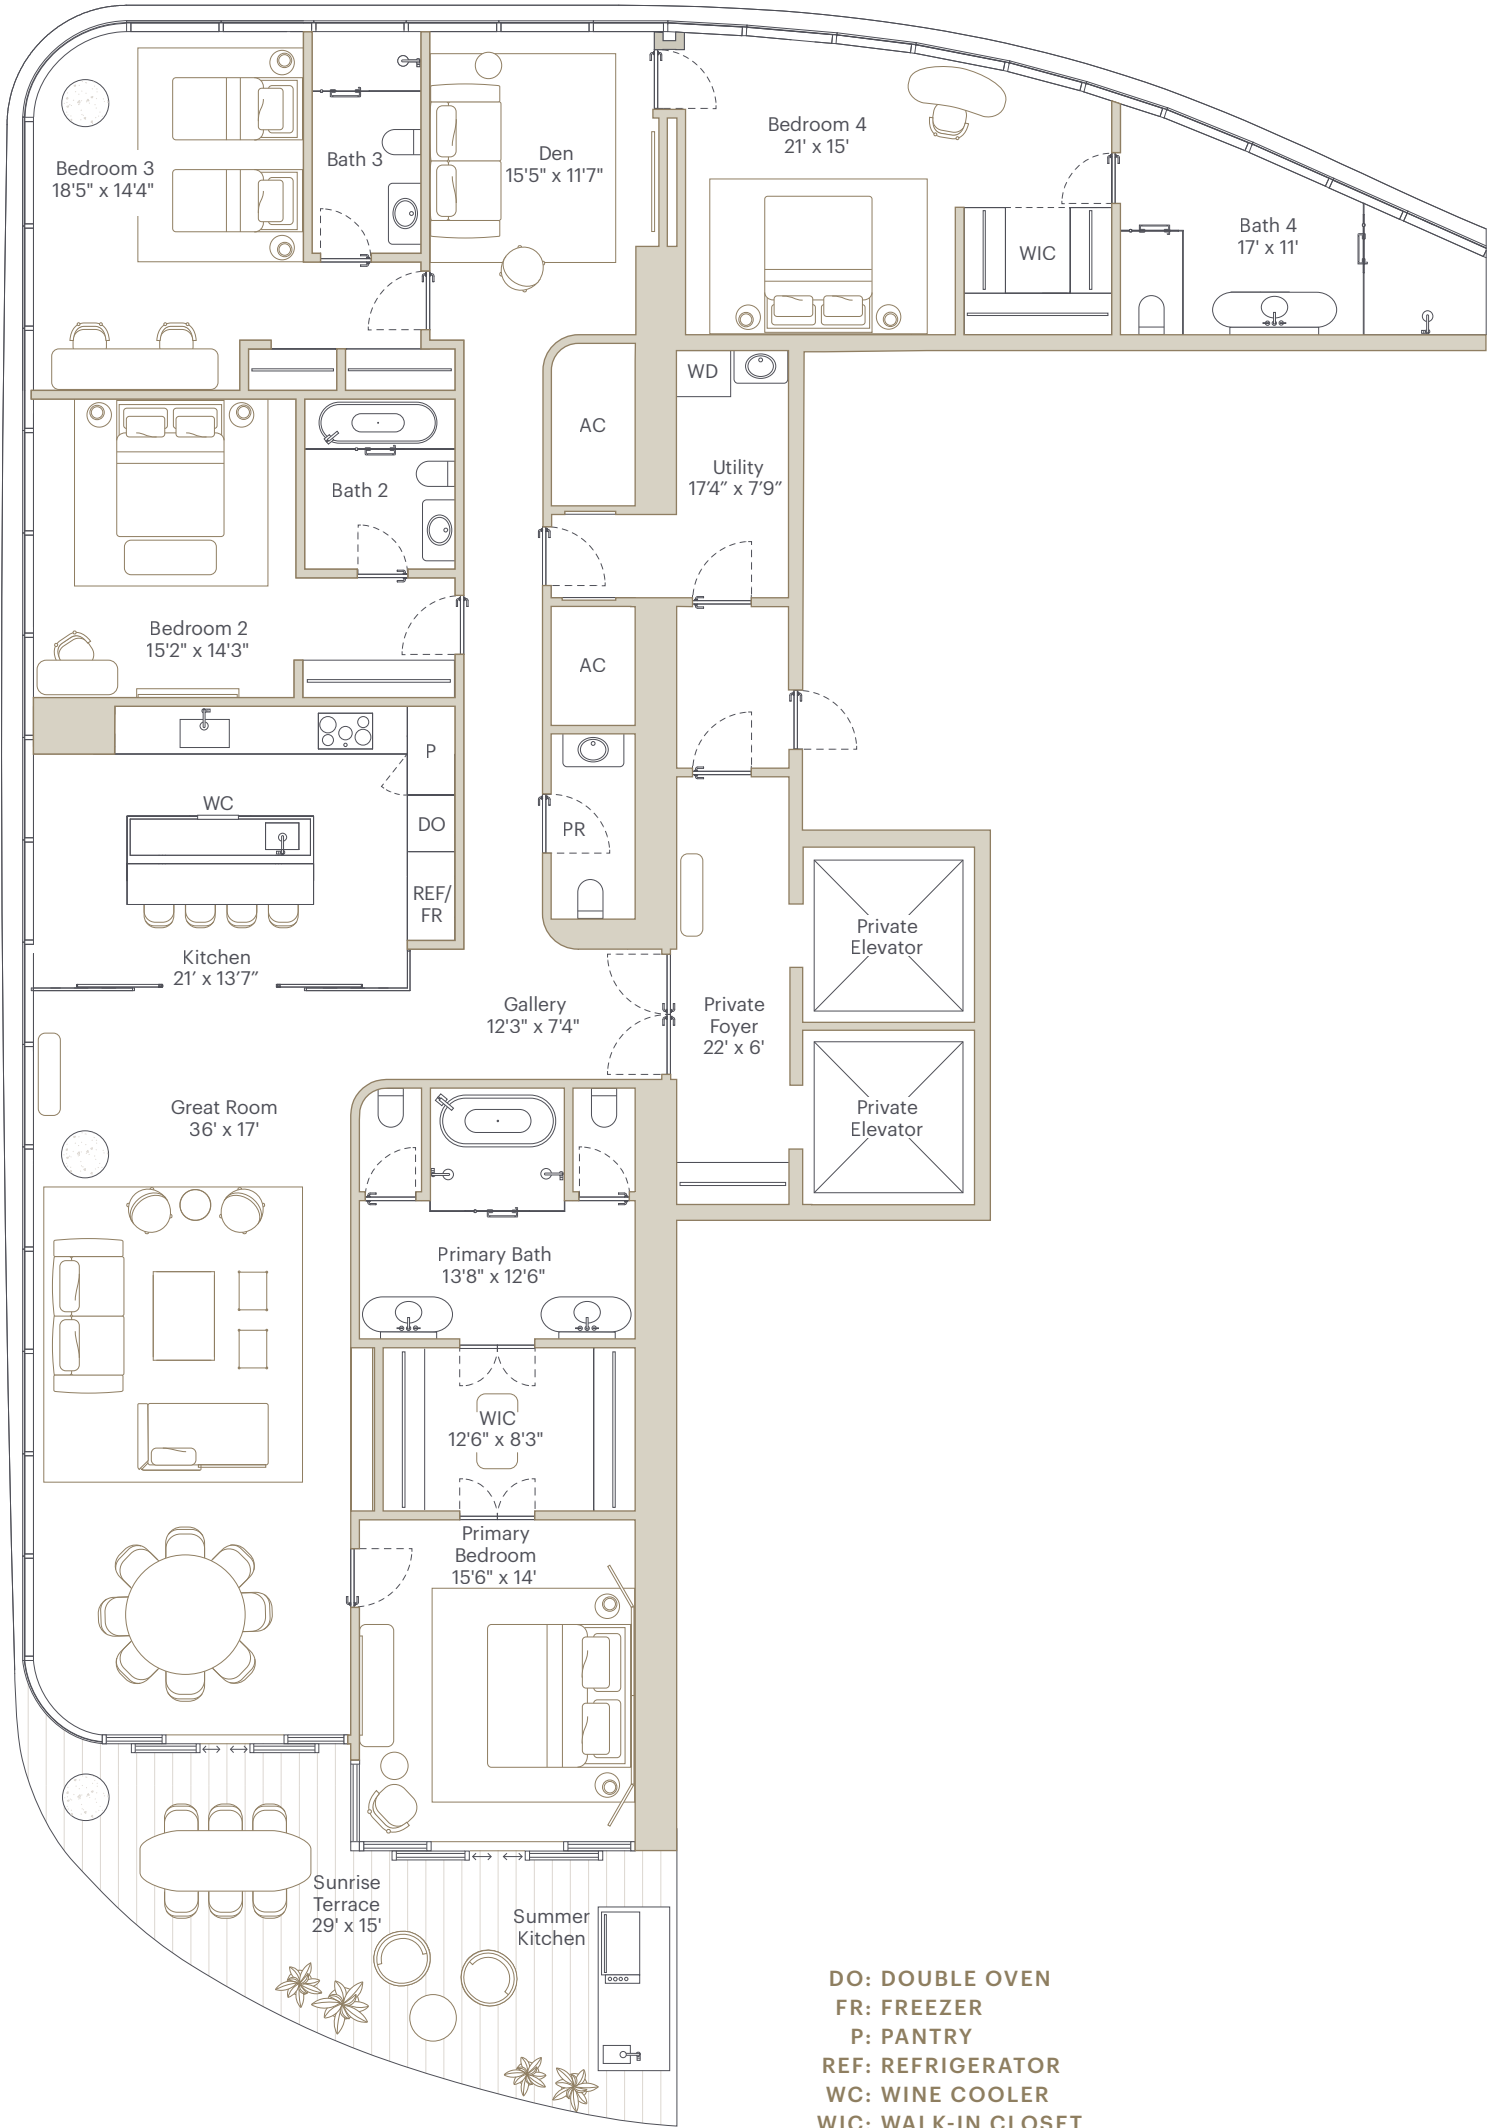 Bedroom 3
18'5" x 14'4"
Bath 3
Den
15'5" x 11'7"
Bedroom 4
21' x 15'
WIC
Bath 4
17' x 11'
WD
AC
Utility
17'4" x 7'9"
Bath 2
Bedroom 2
15'2" x 14'3"
AC
P
WC
DO
PR
REF/
FR
Kitchen
21' x 13'7"
Private
Elevator
Gallery
12'3" x 7'4"
Private
Foyer
22' x 6'
Great Room
36' x 17'
Private
Elevator
Primary Bath
13'8" x 12'6"
WIC
12'6" x 8'3"
Primary
Bedroom
15'6" x 14'
Sunrise
Terrace
29' x 15'
Summer
Kitchen
DO: DOUBLE OVEN
FR: FREEZER
P: PANTRY
REF: REFRIGERATOR
WC: WINE COOLER
WIC: WALK-IN CLOSET